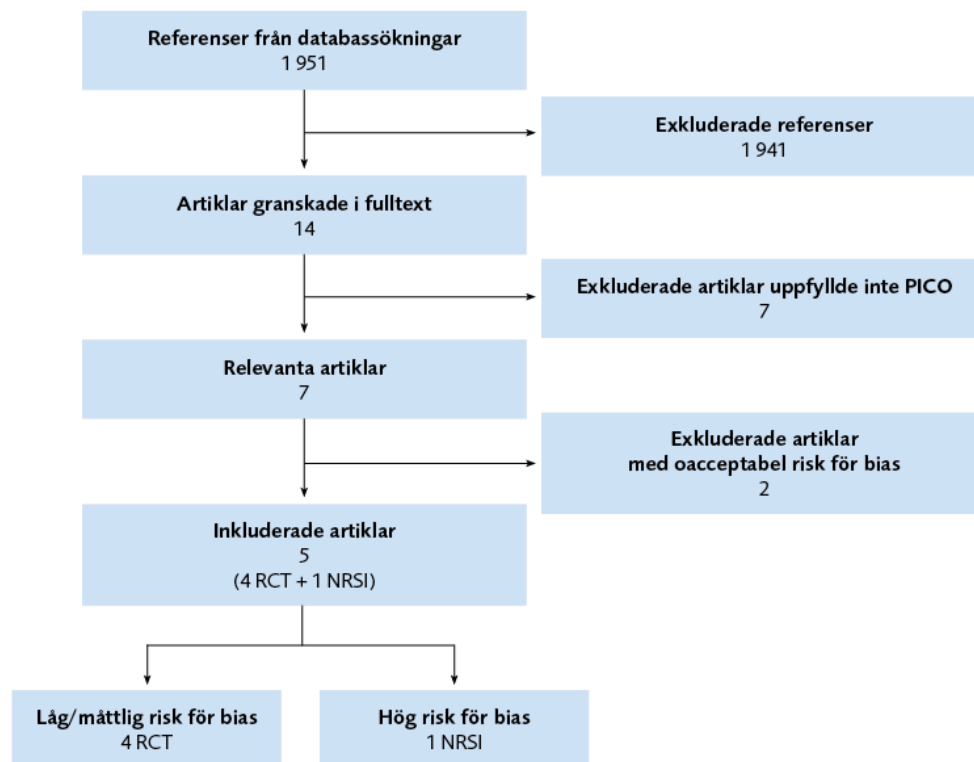 Referenser från databassökningar
1 951
Exkluderade referenser
1 941
Artiklar granskade i fulltext
14
Exkluderade artiklar uppfyllde inte PICO
7
Relevanta artiklar
7
Exkluderade artiklar
med oacceptabel risk för bias
2
Inkluderade artiklar
5
(4 RCT + 1 NRSI)
Låg/måttlig risk för bias
4 RCT
Hög risk för bias
1 NRSI